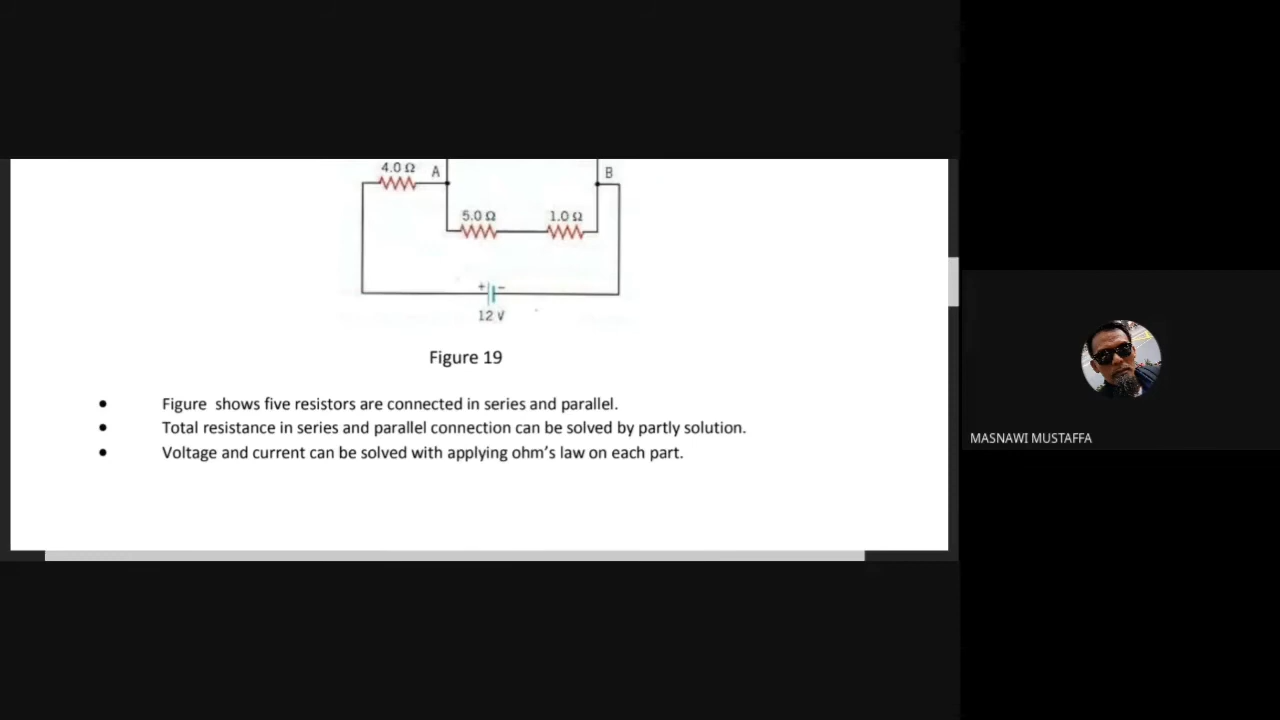 4.0 Ω A B
5.0 Ω 1.0 Ω
+ −
12 V
Figure 19
• Figure shows five resistors are connected in series and parallel.
• Total resistance in series and parallel connection can be solved by partly solution.
• Voltage and current can be solved with applying ohm’s law on each part.
MASNAWI MUSTAFFA